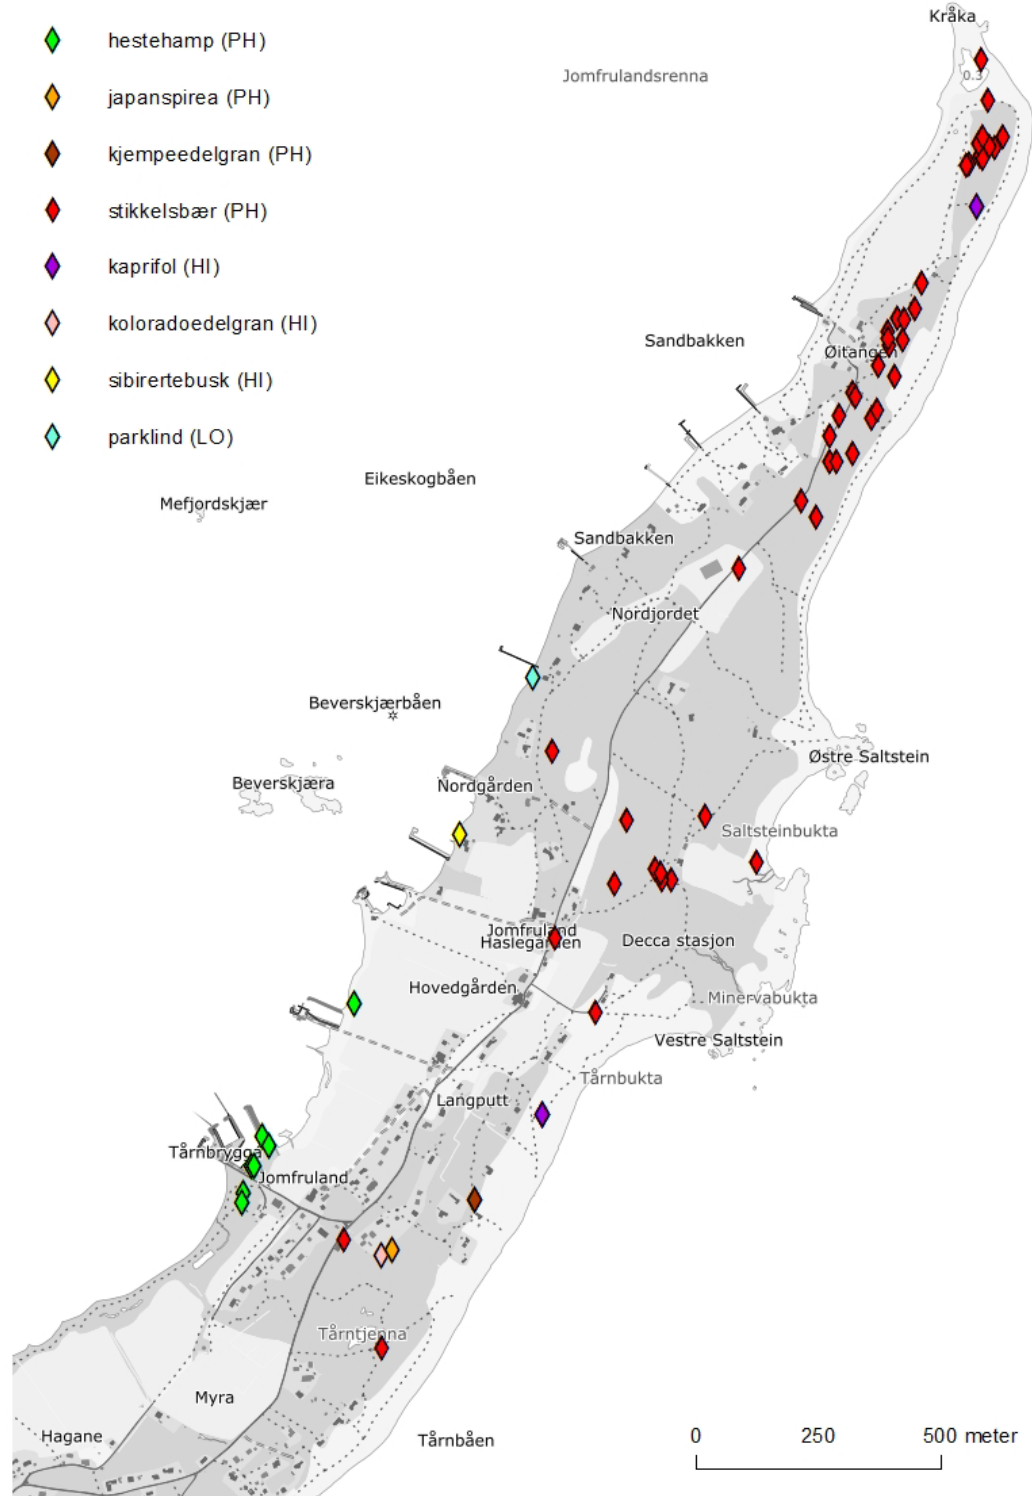 Kråka
hestehamp (PH)
Jomfrulandsrenna
0.3
japanspirea (PH)
kjempeedelgran (PH)
stikkelsbær (PH)
kaprifol (HI)
koloradoedelgran (HI)
Sandbakken
Øitangen
sibirertebusk (HI)
parklind (LO)
Eikeskogbåen
Mefjordskjær
Sandbakken
Nordjordet
Beverskjærbåen
Østre Saltstein
Beverskjæra
Nordgården
Saltsteinbukta
Jomfruland
Haslegården
Decca stasjon
Hovedgården
Minervabukta
Vestre Saltstein
Tårnbukta
Langputt
Tårnbrygga
Jomfruland
Tårntjenna
Myra
Hagane
Tårnbåen
0 250 500 meter